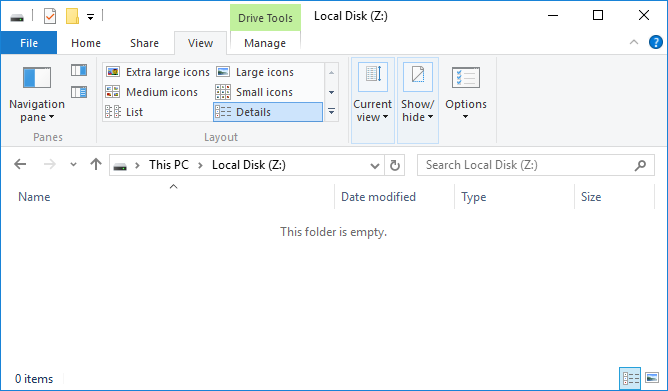 Drive Tools
Local Disk (Z:)
File
Home
Share
View
Manage
Navigation
pane
Extra large icons
Large icons
Medium icons
Small icons
List
Details
Current
view
Show/
hide
Options
Panes
Layout
This PC
Local Disk (Z:)
Search Local Disk (Z:)
Name
Date modified
Type
Size
This folder is empty.
0 items